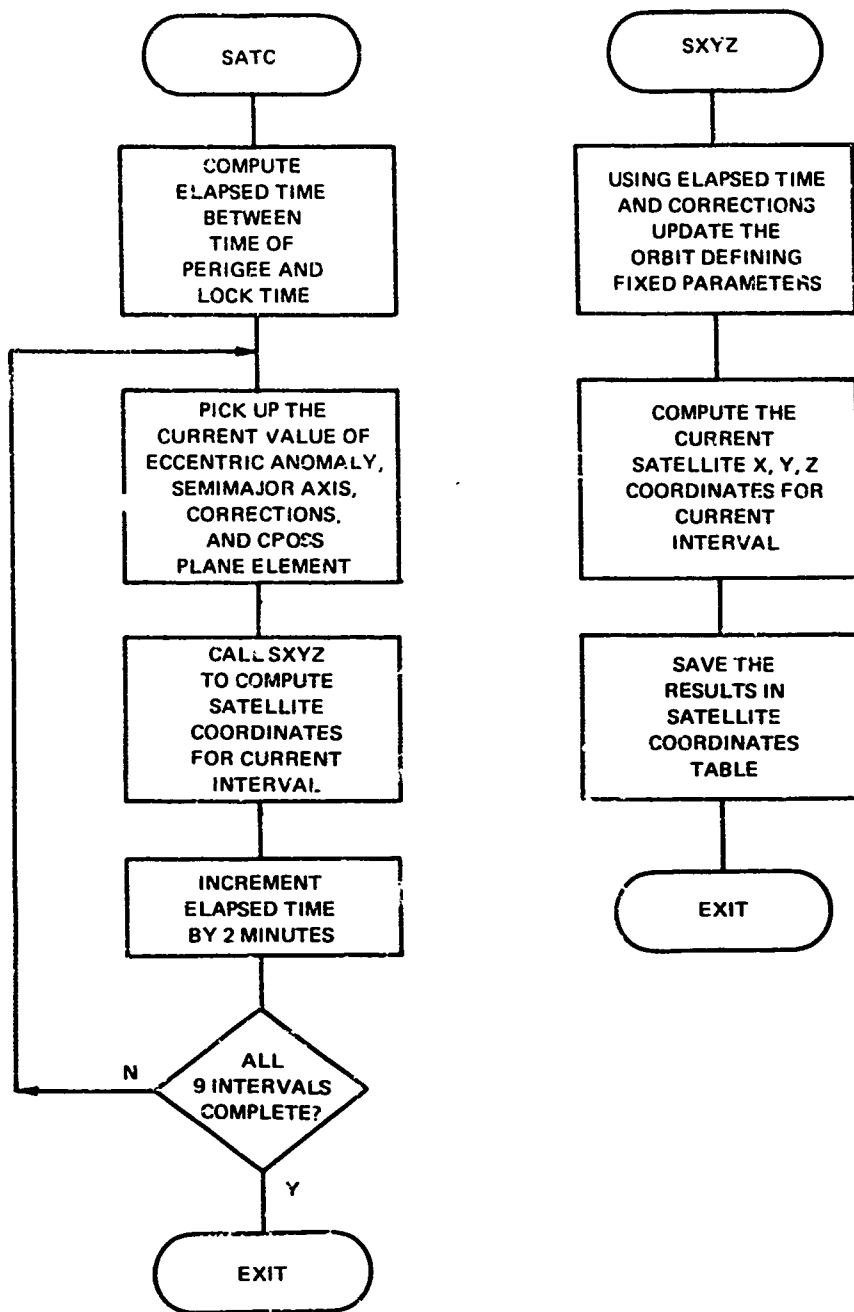 SATC
COMPUTE
ELAPSED TIME
BETWEEN
TIME OF
PERIGEE AND
LOCK TIME
PICK UP THE
CURRENT VALUE OF
ECCENTRIC ANOMALY,
SEMIMAJOR AXIS,
CORRECTIONS,
AND CPOSS
PLANE ELEMENT
CALL SXYZ
TO COMPUTE
SATELLITE
COORDINATES
FOR CURRENT
INTERVAL
INCREMENT
ELAPSED TIME
BY 2 MINUTES
ALL
9 INTERVALS
COMPLETE?
N
Y
EXIT
SXYZ
USING ELAPSED TIME
AND CORRECTIONS
UPDATE THE
ORBIT DEFINING
FIXED PARAMETERS
COMPUTE THE
CURRENT
SATELLITE X, Y, Z
COORDINATES FOR
CURRENT
INTERVAL
SAVE THE
RESULTS IN
SATELLITE
COORDINATES
TABLE
EXIT